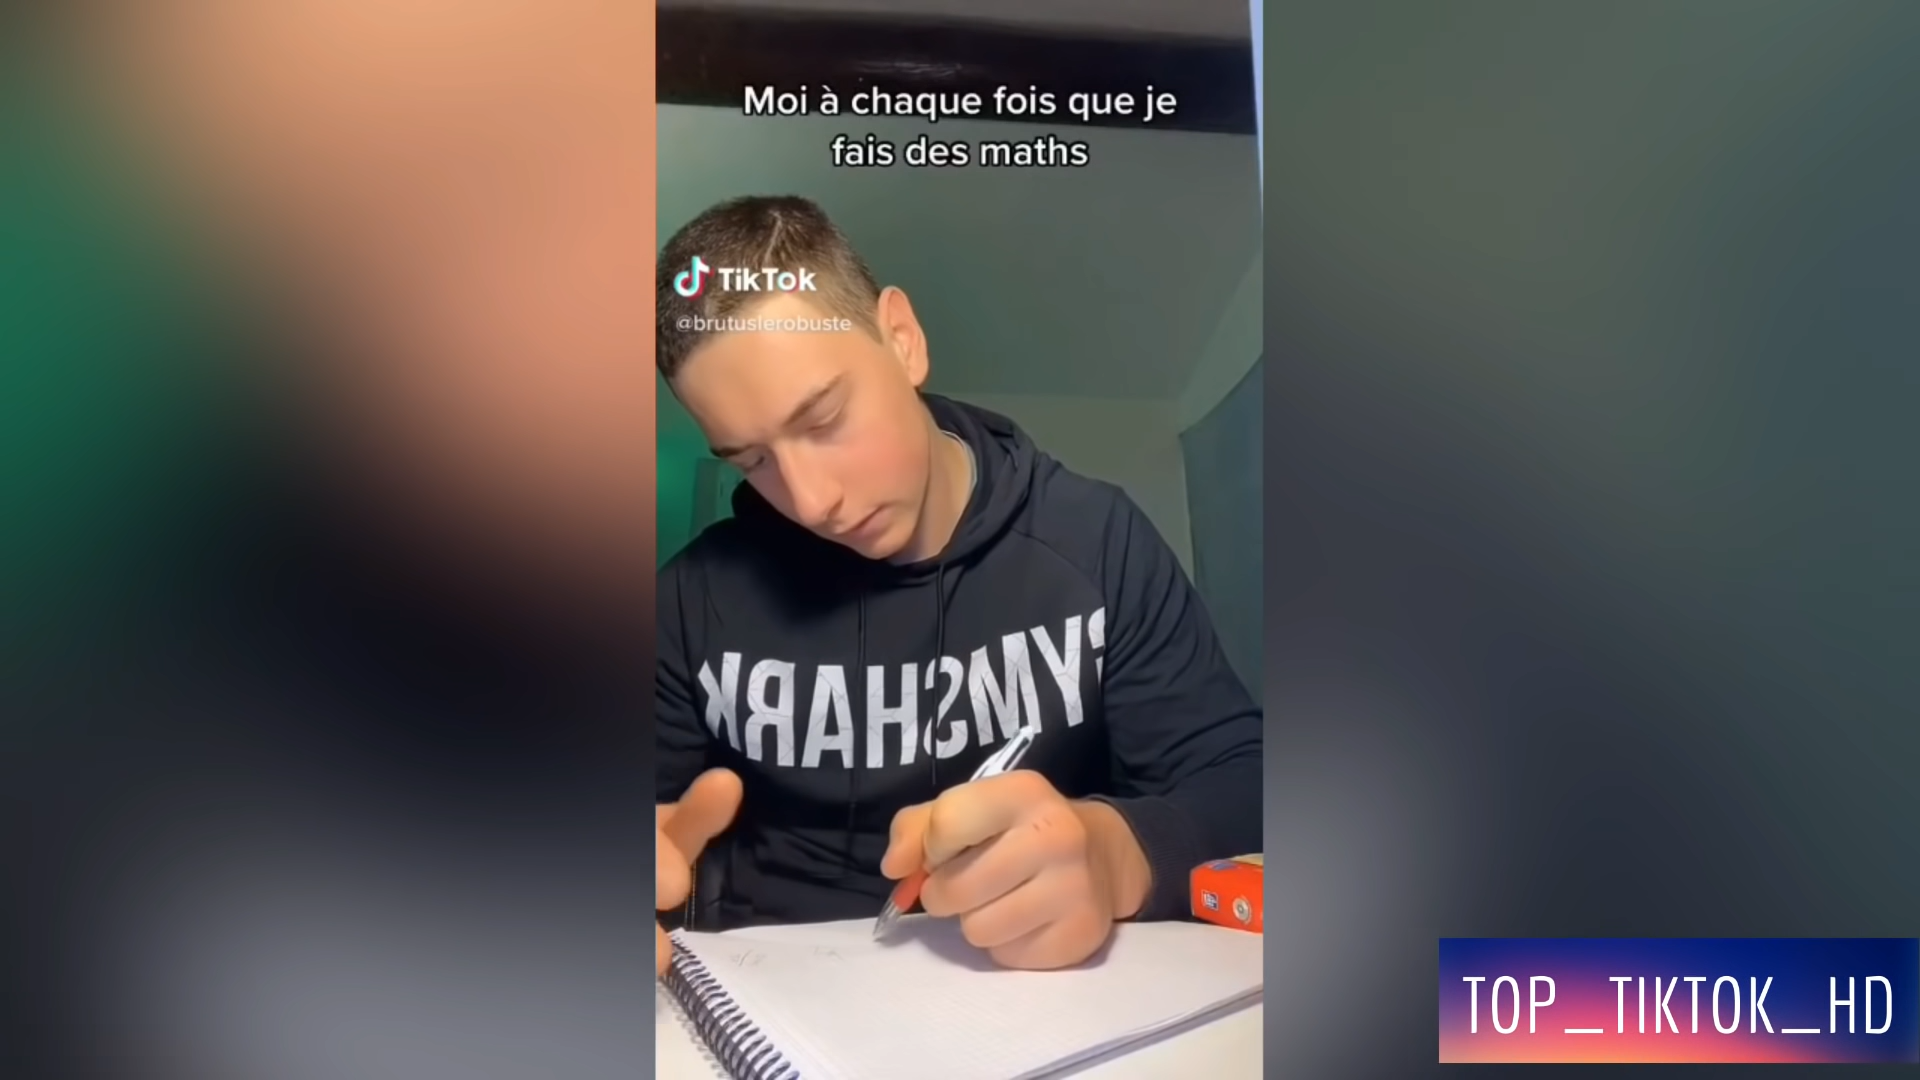 Moi à chaque fois que je
fais des maths
TikTok
@brutuslerobuste
GYMSHARK
TOP_TIKTOK_HD